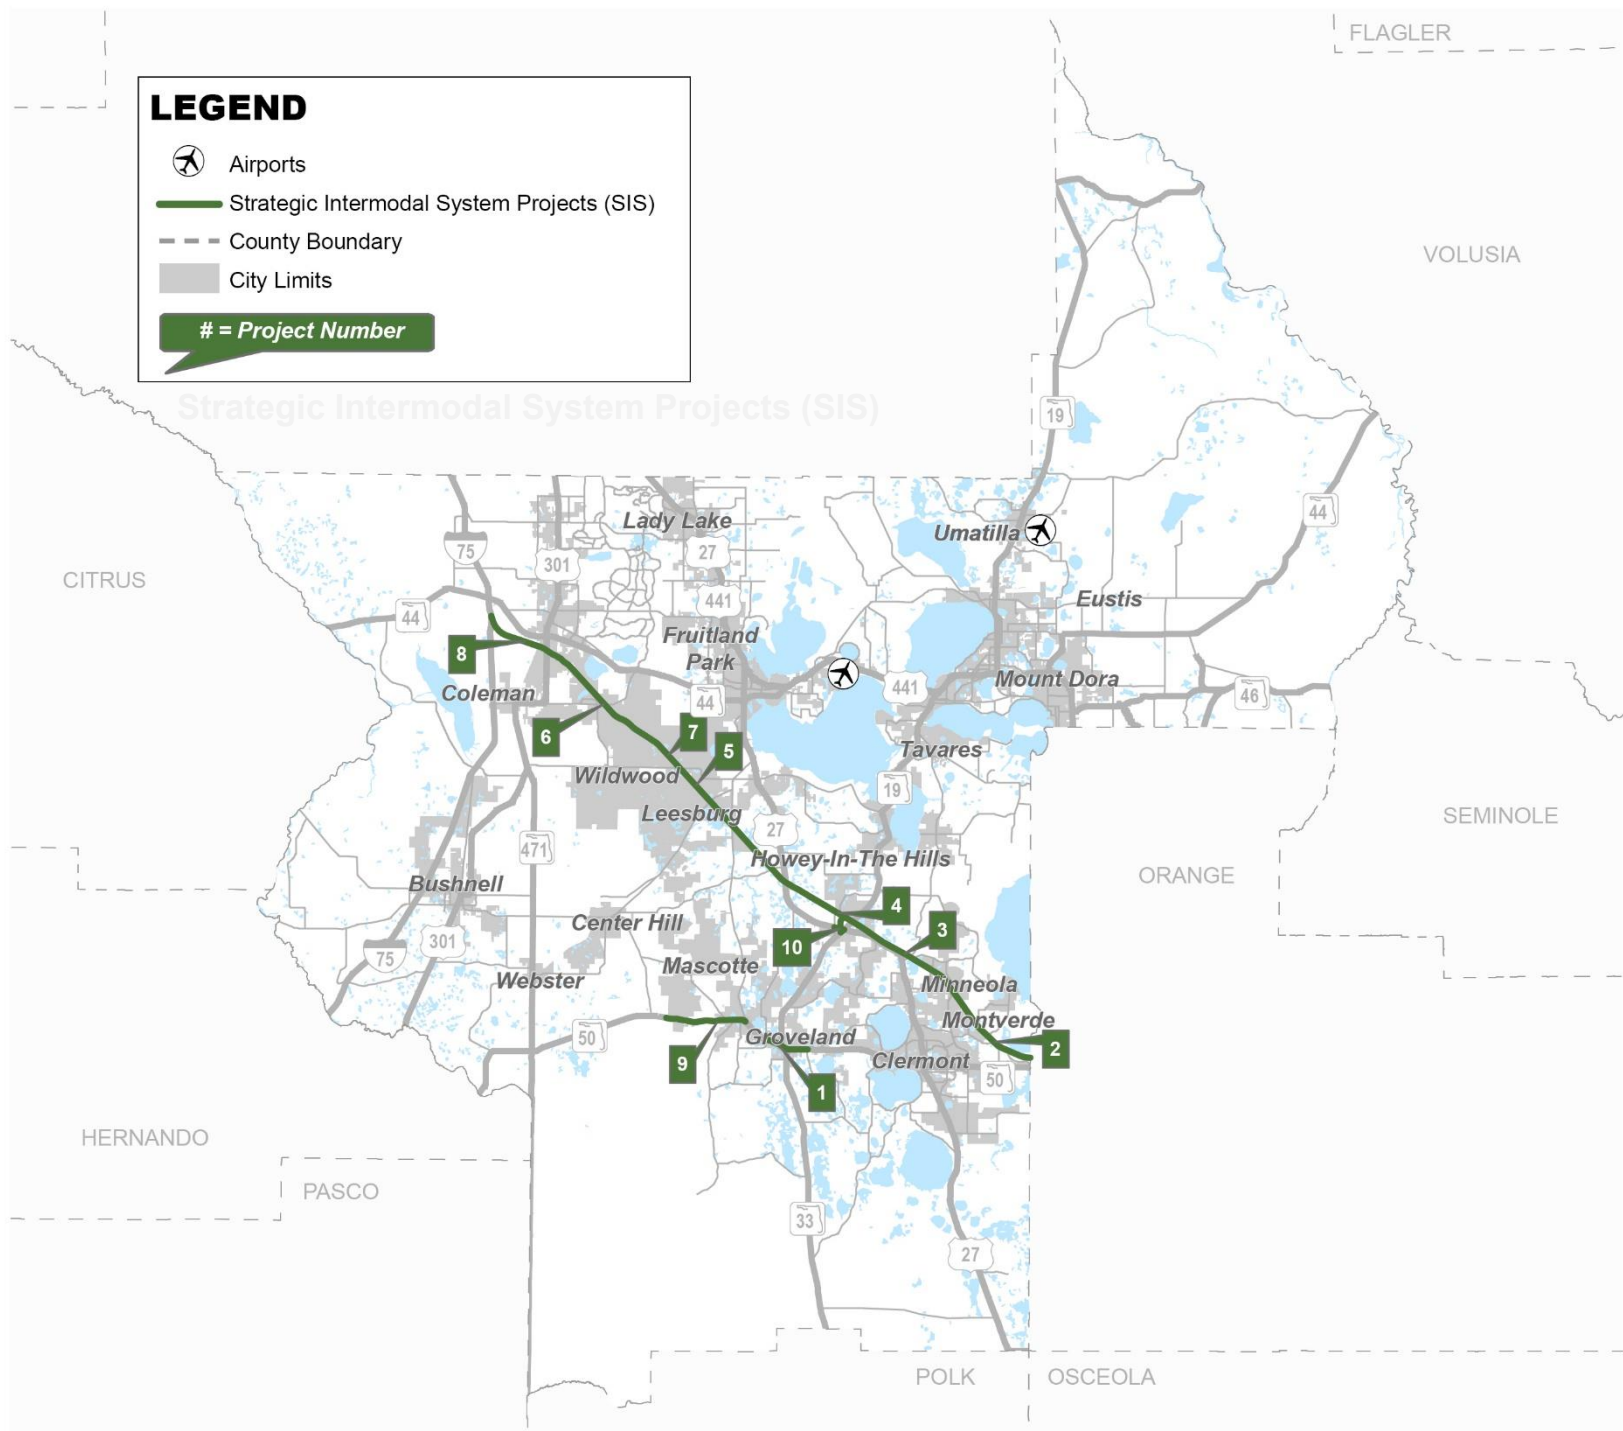 FLAGLER
LEGEND
Airports
Strategic Intermodal System Projects (SIS)
County Boundary
City Limits
# = Project Number
VOLUSIA
Strategic Intermodal System Projects (SIS)
19
44
Lady Lake
Umatilla
75
27
301
CITRUS
441
Eustis
44
Fruitland
Park
8
Coleman
44
441
Mount Dora
46
6
7
5
Tavares
Wildwood
19
Leesburg
SEMINOLE
27
471
Howey-In-The Hills
ORANGE
Bushnell
4
Center Hill
3
301
10
75
Mascotte
Webster
Minneola
Montverde
50
Groveland
2
9
Clermont
50
1
HERNANDO
PASCO
33
27
POLK
OSCEOLA